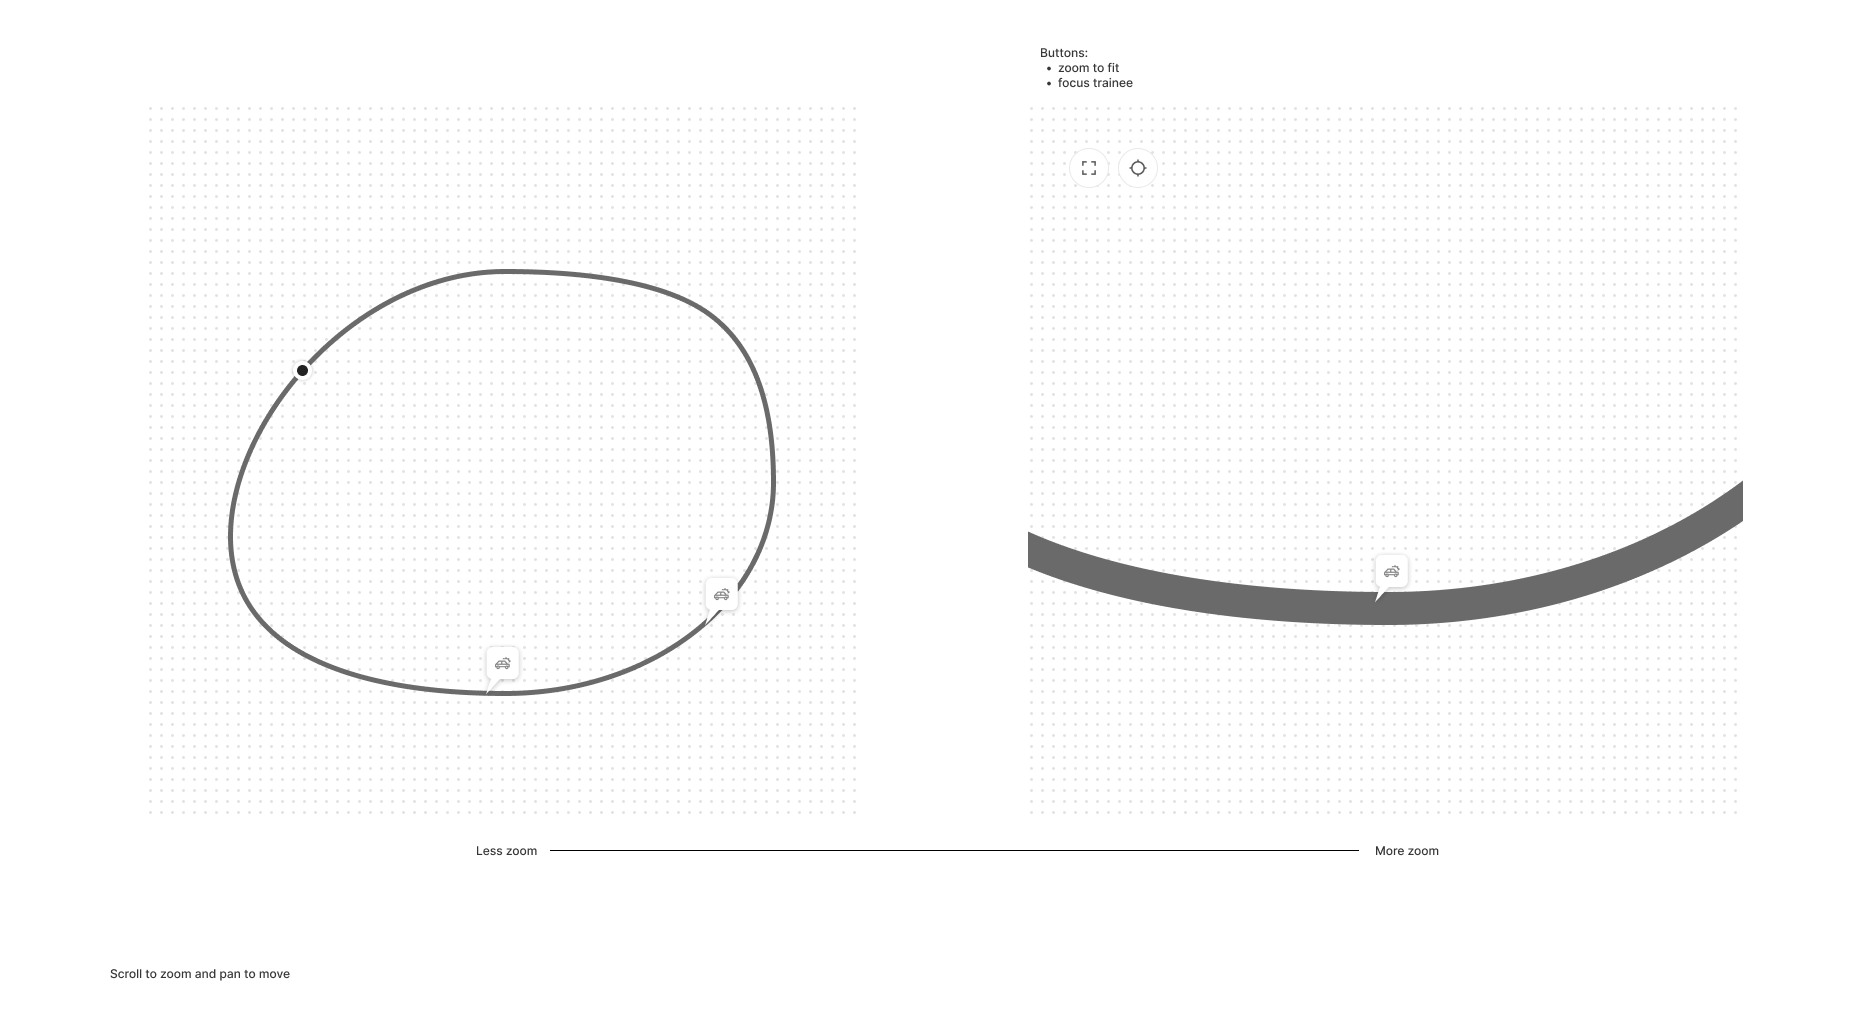 Buttons:
• zoom to fit
• focus trainee
Less zoom
More zoom
Scroll to zoom and pan to move